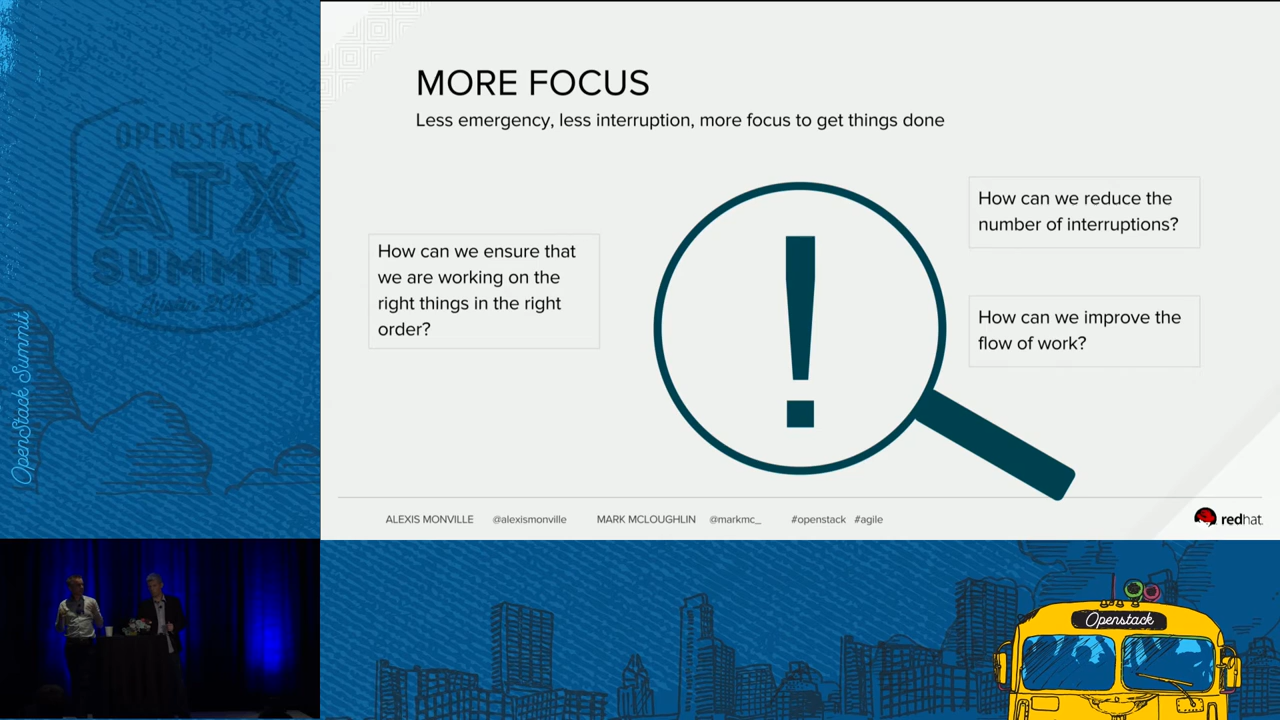 OPENSTACK
ATX
SUMMIT
Austin 2016
OpenStack Summit
MORE FOCUS
Less emergency, less interruption, more focus to get things done
How can we ensure that
we are working on the
right things in the right
order?
!
How can we reduce the
number of interruptions?
How can we improve the
flow of work?
ALEXIS MONVILLE @alexismonville MARK MCLOUGHLIN @markmc_ #openstack #agile
redhat.
Openstack